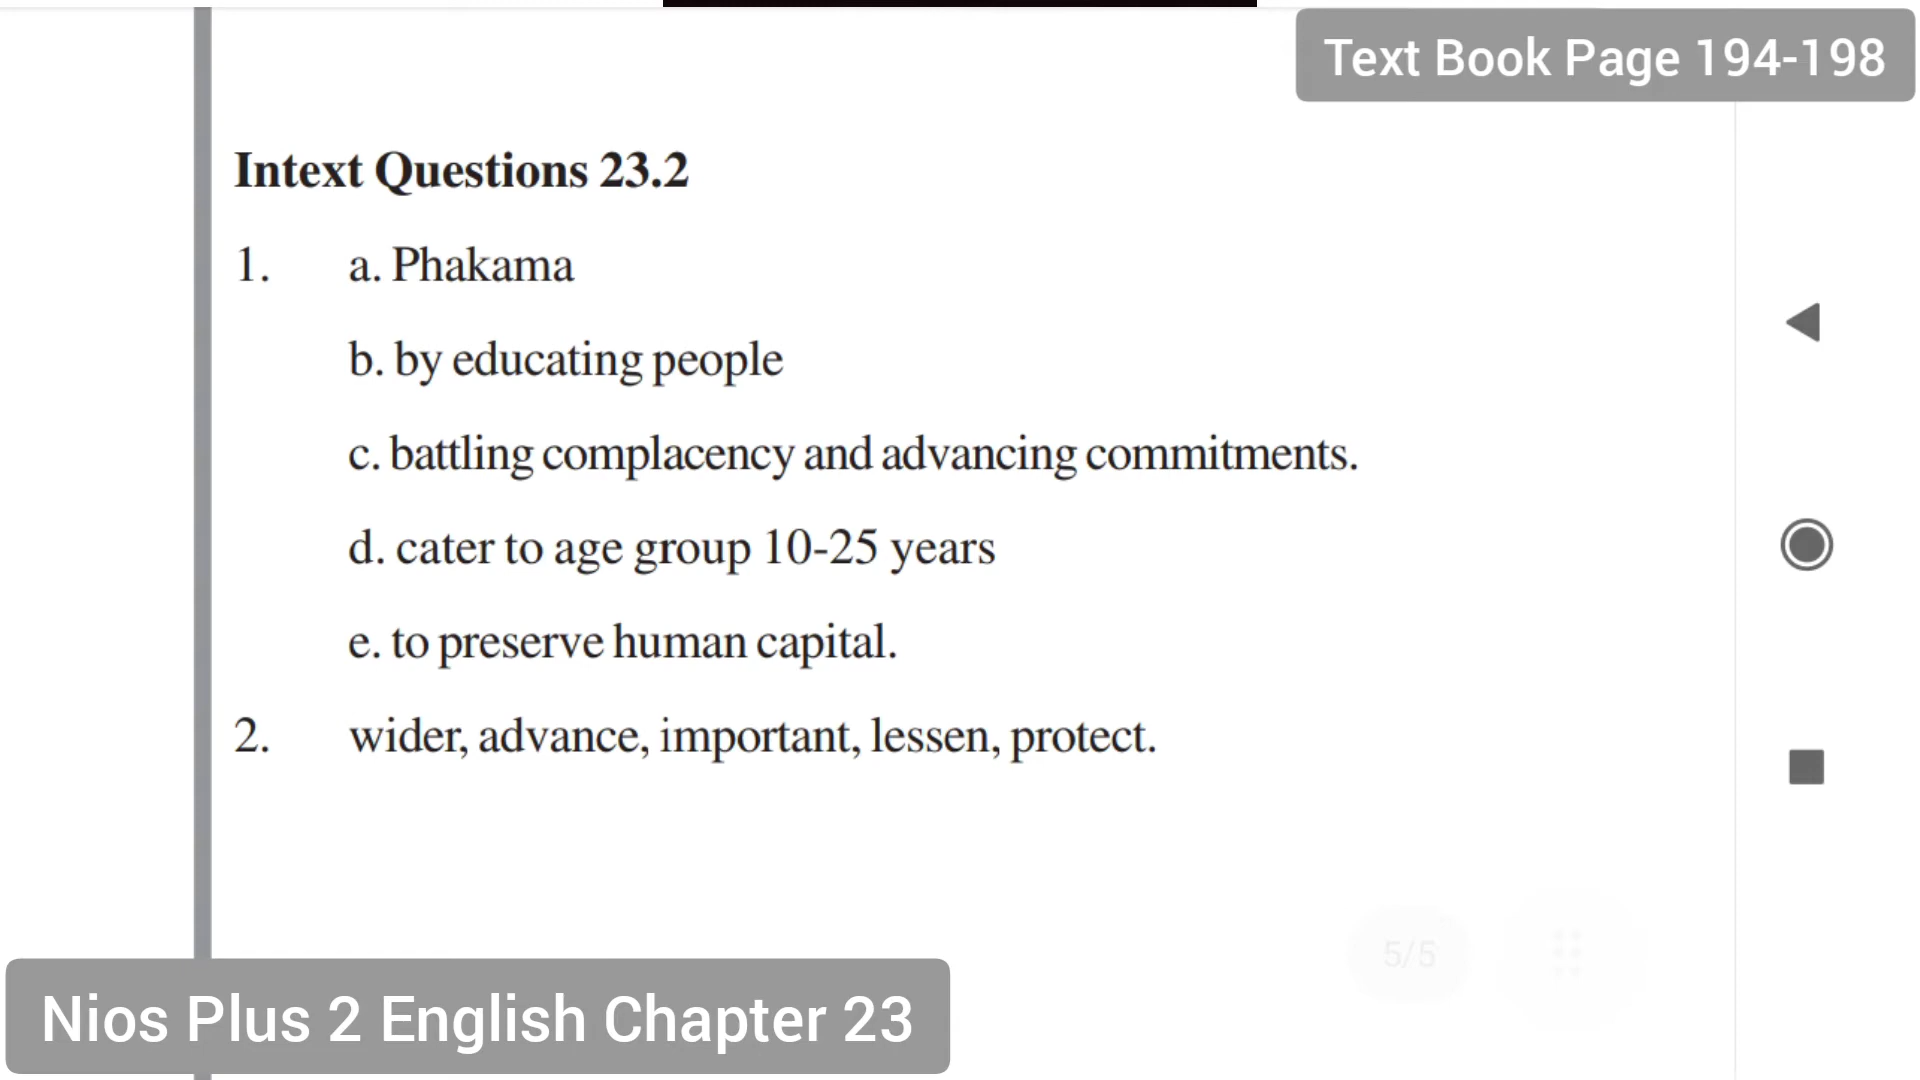 Text Book Page 194-198
Intext Questions 23.2
1. a. Phakama
b. by educating people
c. battling complacency and advancing commitments.
d. cater to age group 10-25 years
e. to preserve human capital.
2. wider, advance, important, lessen, protect.
5/5
Nios Plus 2 English Chapter 23